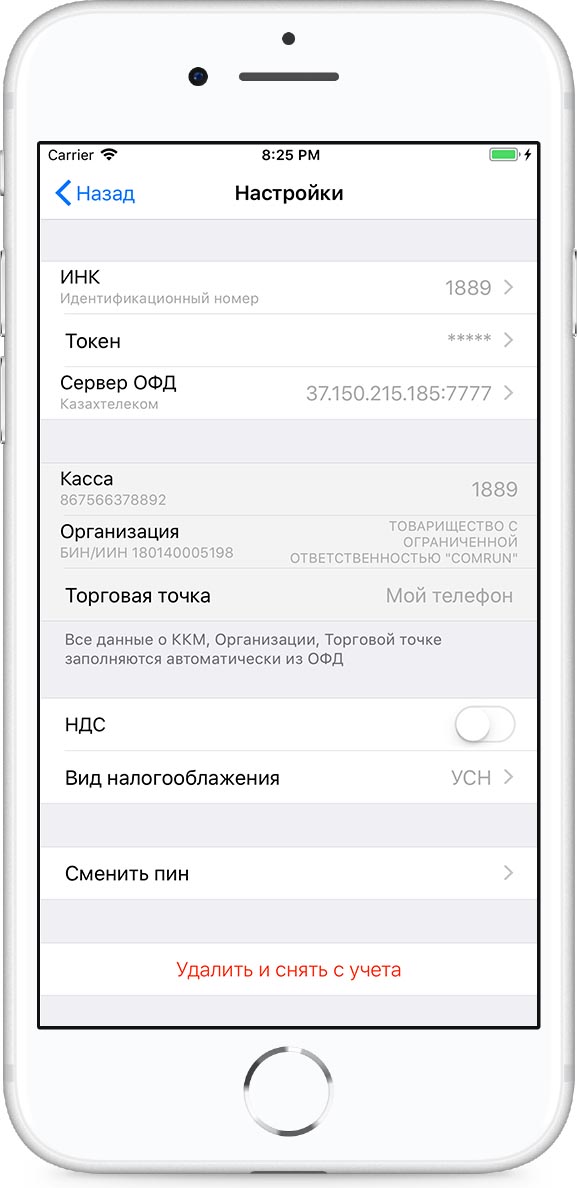 Carrier 8:25 PM
Назад Настройки
ИНК 1889
Идентификационный номер
Токен *****
Сервер ОФД 37.150.215.185:7777
Казахтелеком
Касса 1889
867566378892
Организация ТОВАРИЩЕСТВО С
ОГРАНИЧЕННОЙ
БИН/ИИН 180140005198 ОТВЕТСТВЕННОСТЬЮ "COMRUN"
Торговая точка Мой телефон
Все данные о ККМ, Организации, Торговой точке
заполняются автоматически из ОФД
НДС
Вид налогооблажения УСН
Сменить пин
Удалить и снять с учета